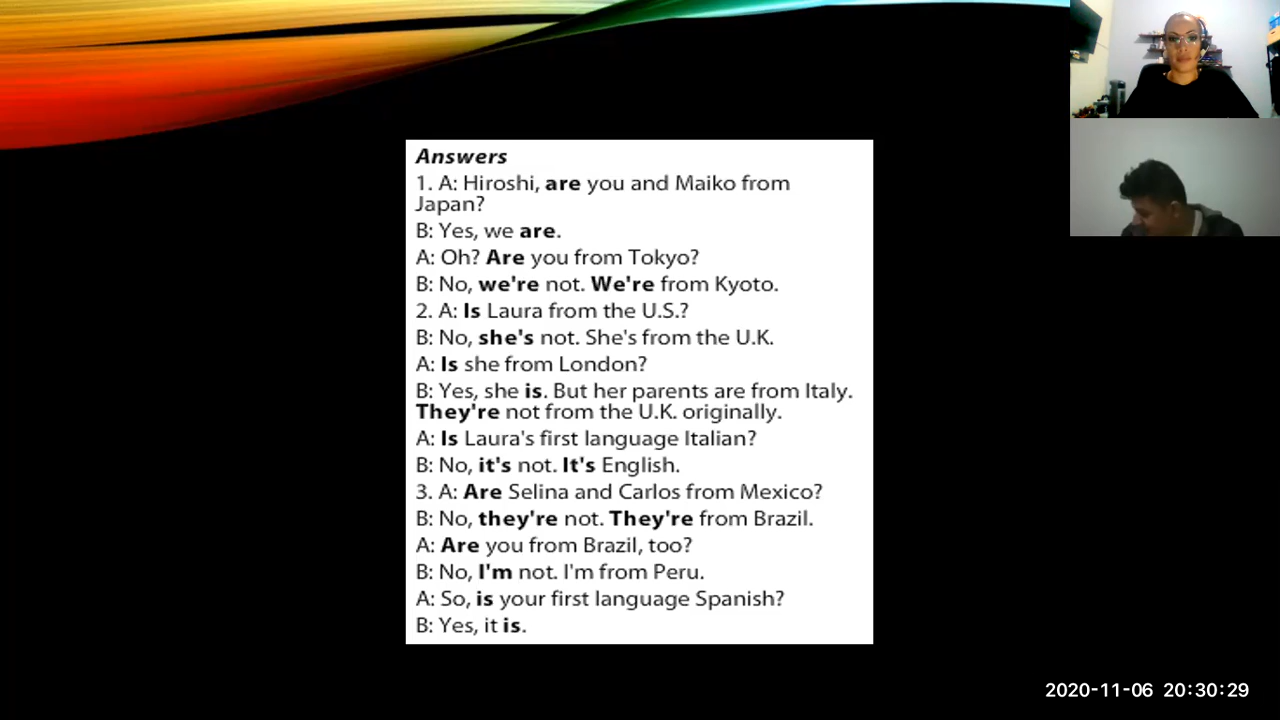 Answers
1. A: Hiroshi, are you and Maiko from
Japan?
B: Yes, we are.
A: Oh? Are you from Tokyo?
B: No, we're not. We're from Kyoto.
2. A: Is Laura from the U.S.?
B: No, she's not. She's from the U.K.
A: Is she from London?
B: Yes, she is. But her parents are from Italy.
They're not from the U.K. originally.
A: Is Laura's first language Italian?
B: No, it's not. It's English.
3. A: Are Selina and Carlos from Mexico?
B: No, they're not. They're from Brazil.
A: Are you from Brazil, too?
B: No, I'm not. I'm from Peru.
A: So, is your first language Spanish?
B: Yes, it is.
2020-11-06 20:30:29